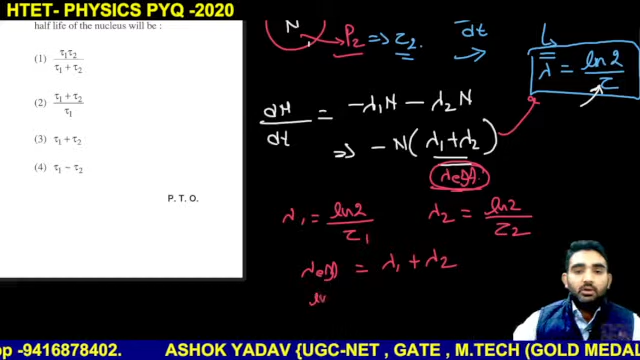 HTET- PHYSICS PYQ -2020
half life of the nucleus will be :
(1) τ₁τ₂ / τ₁ + τ₂
(2) τ₁ + τ₂ / τ₁
(3) τ₁ + τ₂
(4) τ₁ ~ τ₂
P. T. O.
N P₂ ⇒ τ₂. dt
λ = ln2 / τ
dN / dt = -λ₁N - λ₂N
⇒ - N (λ₁+λ₂)
λeff.
λ₁ = ln2 / τ₁ λ₂ = ln2 / τ₂
λeff = λ₁ + λ₂
pp -9416878402. ASHOK YADAV {UGC-NET , GATE , M.TECH (GOLD MEDAL